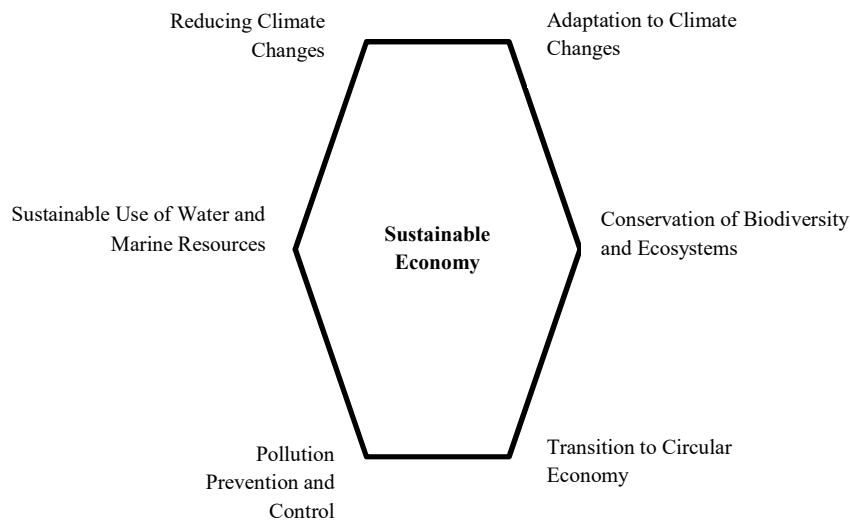 Reducing Climate
Changes
Adaptation to Climate
Changes
Sustainable Use of Water and
Marine Resources
Sustainable
Economy
Conservation of Biodiversity
and Ecosystems
Pollution
Prevention and
Control
Transition to Circular
Economy